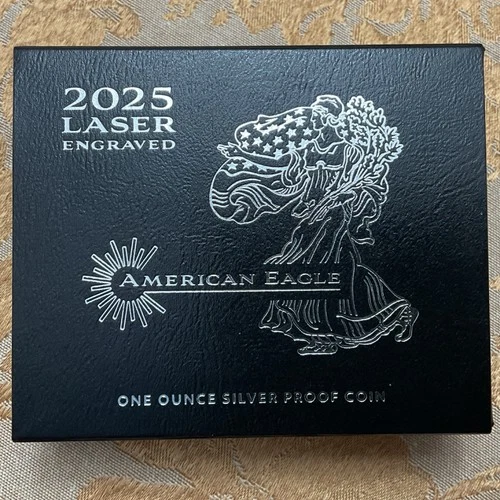 2025
LASER
ENGRAVED
AMERICAN EAGLE
ONE OUNCE SILVER PROOF COIN